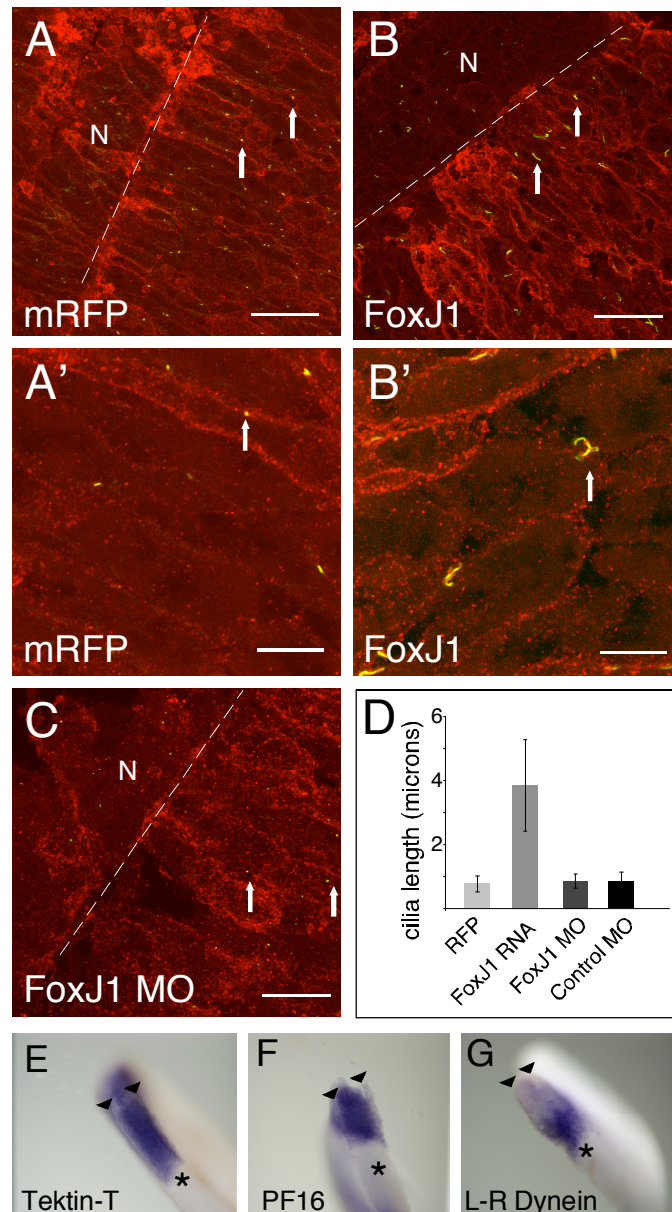 A
N
mRFP
B
N
FoxJ1
A'
mRFP
B'
FoxJ1
C
N
FoxJ1 MO
D
cilia length (microns)
6
4
2
RFP
FoxJ1 RNA
FoxJ1 MO
Control MO
E
*
Tektin-T
F
*
PF16
G
*
L-R Dynein